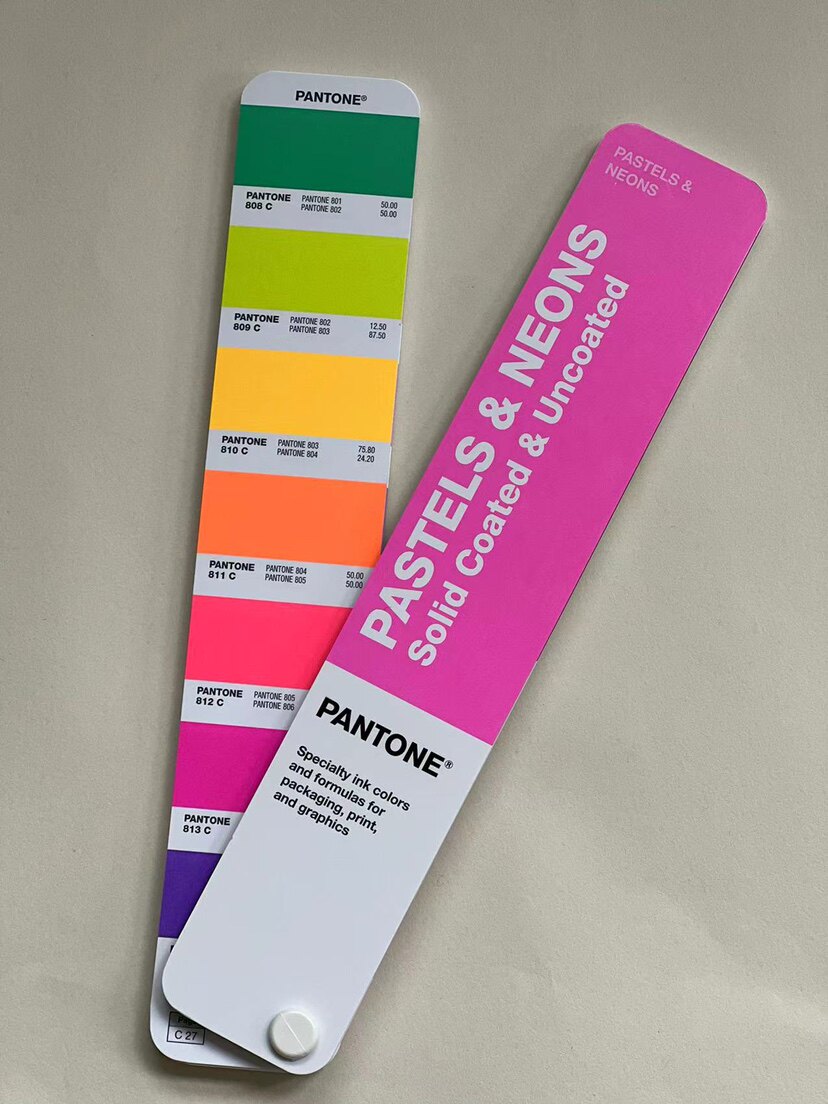 PANTONE®
PANTONE
808 C
PANTONE 801 50.00
PANTONE 802 50.00
PANTONE
809 C
PANTONE 802 12.50
PANTONE 803 87.50
PANTONE
810 C
PANTONE 803 75.80
PANTONE 804 24.20
PANTONE
811 C
PANTONE 804 50.00
PANTONE 805 50.00
PANTONE
812 C
PANTONE 805
PANTONE 806
PANTONE
813 C
C 27
PASTELS &
NEONS
PASTELS & NEONS
Solid Coated & Uncoated
PANTONE®
Specialty ink colors
and formulas for
packaging, print,
and graphics